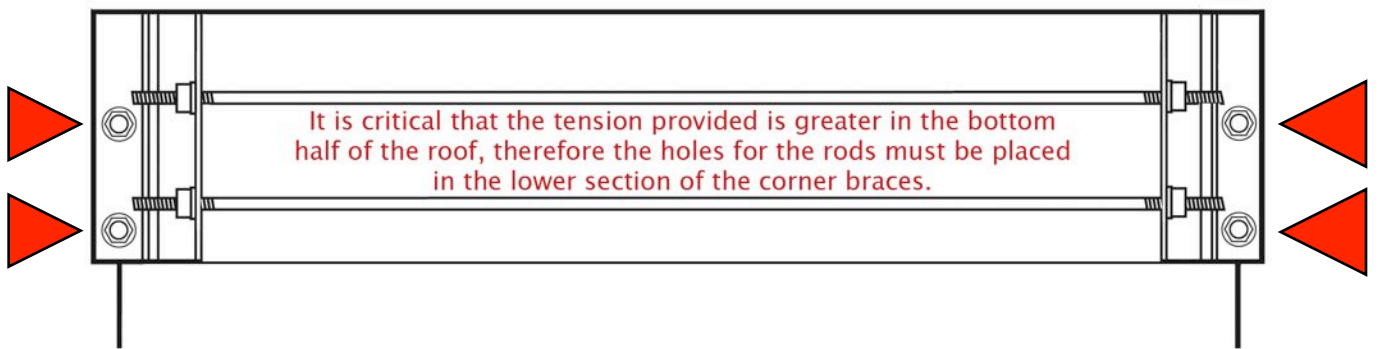 It is critical that the tension provided is greater in the bottom
half of the roof, therefore the holes for the rods must be placed
in the lower section of the corner braces.